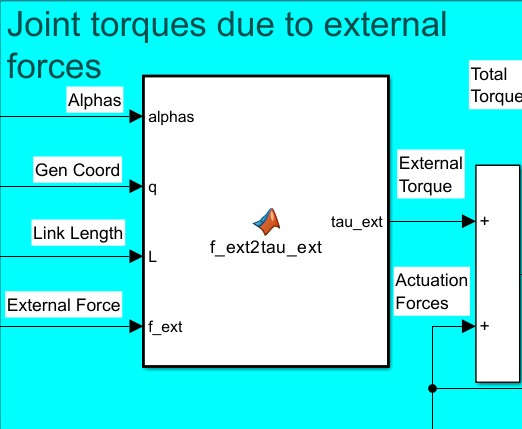 Joint torques due to external
forces
Alphas
alphas
Gen Coord
q
Link Length
L
External Force
f_ext
f_ext2tau_ext
tau_ext
External
Torque
Actuation
Forces
+
+
Total
Torque